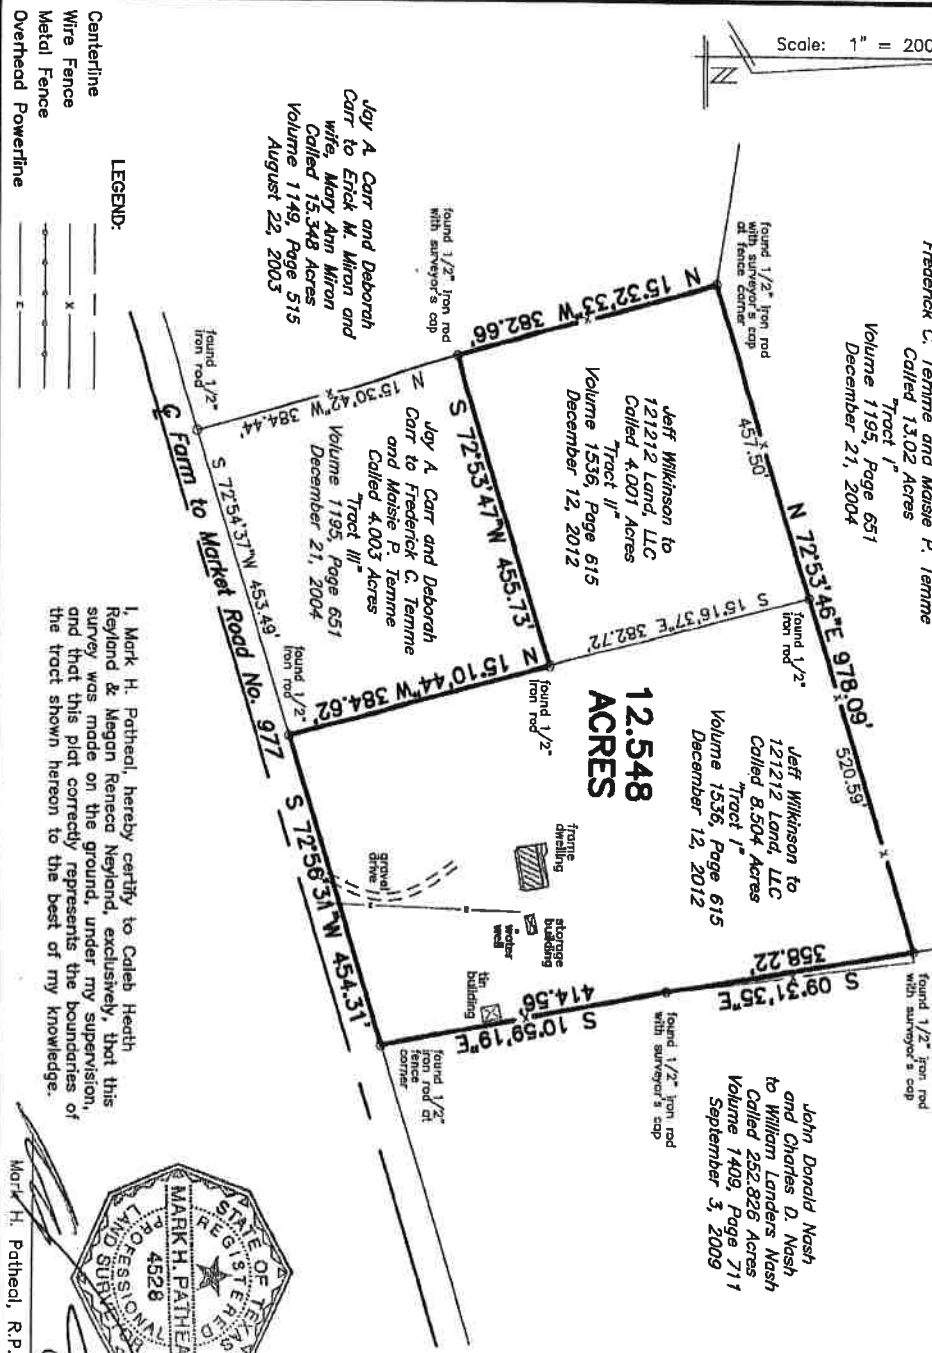 Scale: 1" = 200
N
Frederick C. Temme and Maisie P. Temme
Called 13.02 Acres
"Tract I"
Volume 1195, Page 651
December 21, 2004
found 1/2" iron rod
with surveyor's cap
at fence corner
457.50'
N 72°53'46"E 978.09'
520.59'
found 1/2"
iron rod
found 1/2" iron rod
with surveyor's cap
Jay A. Carr and Deborah
Carr to Erick M. Miron and
wife, Mary Ann Miron
Called 15.348 Acres
Volume 1149, Page 515
August 22, 2003
found 1/2" iron rod
with surveyor's cap
N 15°32'33"W 382.66'
Jeff Wilkinson to
121212 Land, LLC
Called 4.001 Acres
"Tract II"
Volume 1536, Page 615
December 12, 2012
S 15°16'37"E 382.72'
Jeff Wilkinson to
121212 Land, LLC
Called 8.504 Acres
"Tract I"
Volume 1536, Page 615
December 12, 2012
12.548
ACRES
S 09°31'35"E
358.22'
found 1/2" iron rod
with surveyor's cap
S 10°59'19"E
414.56'
John Donald Nash
and Charles D. Nash
to William Landers Nash
Called 252.826 Acres
Volume 1409, Page 711
September 3, 2009
S 72°53'47"W 455.73'
found 1/2"
iron rod
N 15°30'42"W 384.44'
Jay A. Carr and Deborah
Carr to Frederick C. Temme
and Maisie P. Temme
Called 4.003 Acres
"Tract III"
Volume 1195, Page 651
December 21, 2004
N 15°10'44"W 384.62'
frame
dwelling
storage
building
water
well
tin
building
gravel
drive
found 1/2"
iron rod
S 72°54'37"W 453.49'
found 1/2"
iron rod
S 72°56'31"W 454.31'
found 1/2"
iron rod at
fence
corner
℄ Farm to Market Road No. 977
LEGEND:
Centerline
Wire Fence
x
Metal Fence
Overhead Powerline
E
I, Mark H. Patheal, hereby certify to Caleb Heath
Reyland & Megan Reneca Neyland, exclusively, that this
survey was made on the ground, under my supervision,
and that this plat correctly represents the boundaries of
the tract shown hereon to the best of my knowledge.
STATE OF TEXAS
REGISTERED
MARK H. PATHEA
4528
PROFESSIONAL
LAND SURVEYOR
Mark H. Patheal, R.P.